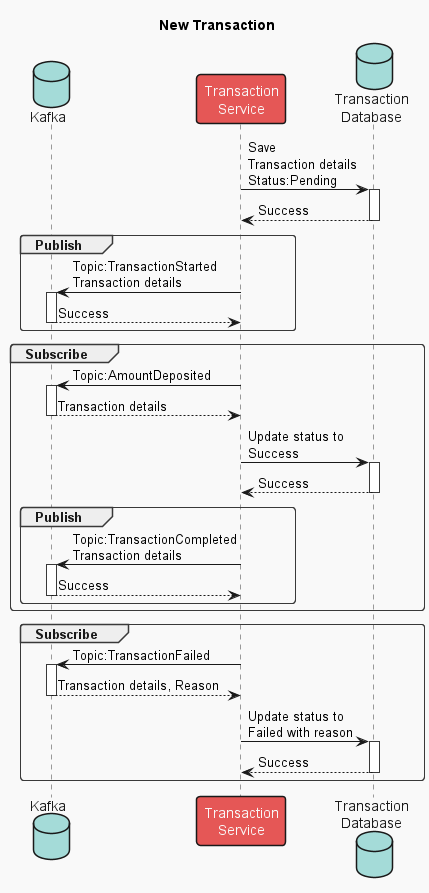 New Transaction
Kafka
Transaction
Service
Transaction
Database
Save
Transaction details
Status:Pending
Success
Publish
Topic:TransactionStarted
Transaction details
Success
Subscribe
Topic:AmountDeposited
Transaction details
Update status to
Success
Success
Publish
Topic:TransactionCompleted
Transaction details
Success
Subscribe
Topic:TransactionFailed
Transaction details, Reason
Update status to
Failed with reason
Success
Kafka
Transaction
Service
Transaction
Database